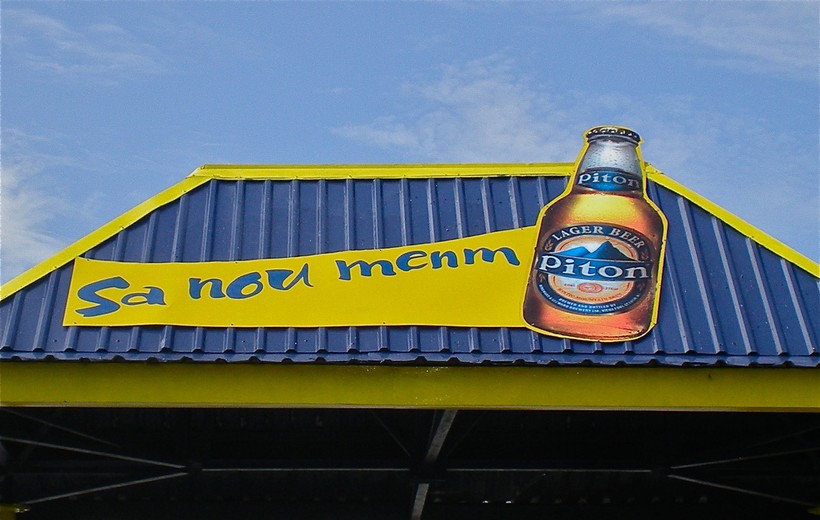 Sa nou menm
Piton
LAGER BEER
Piton